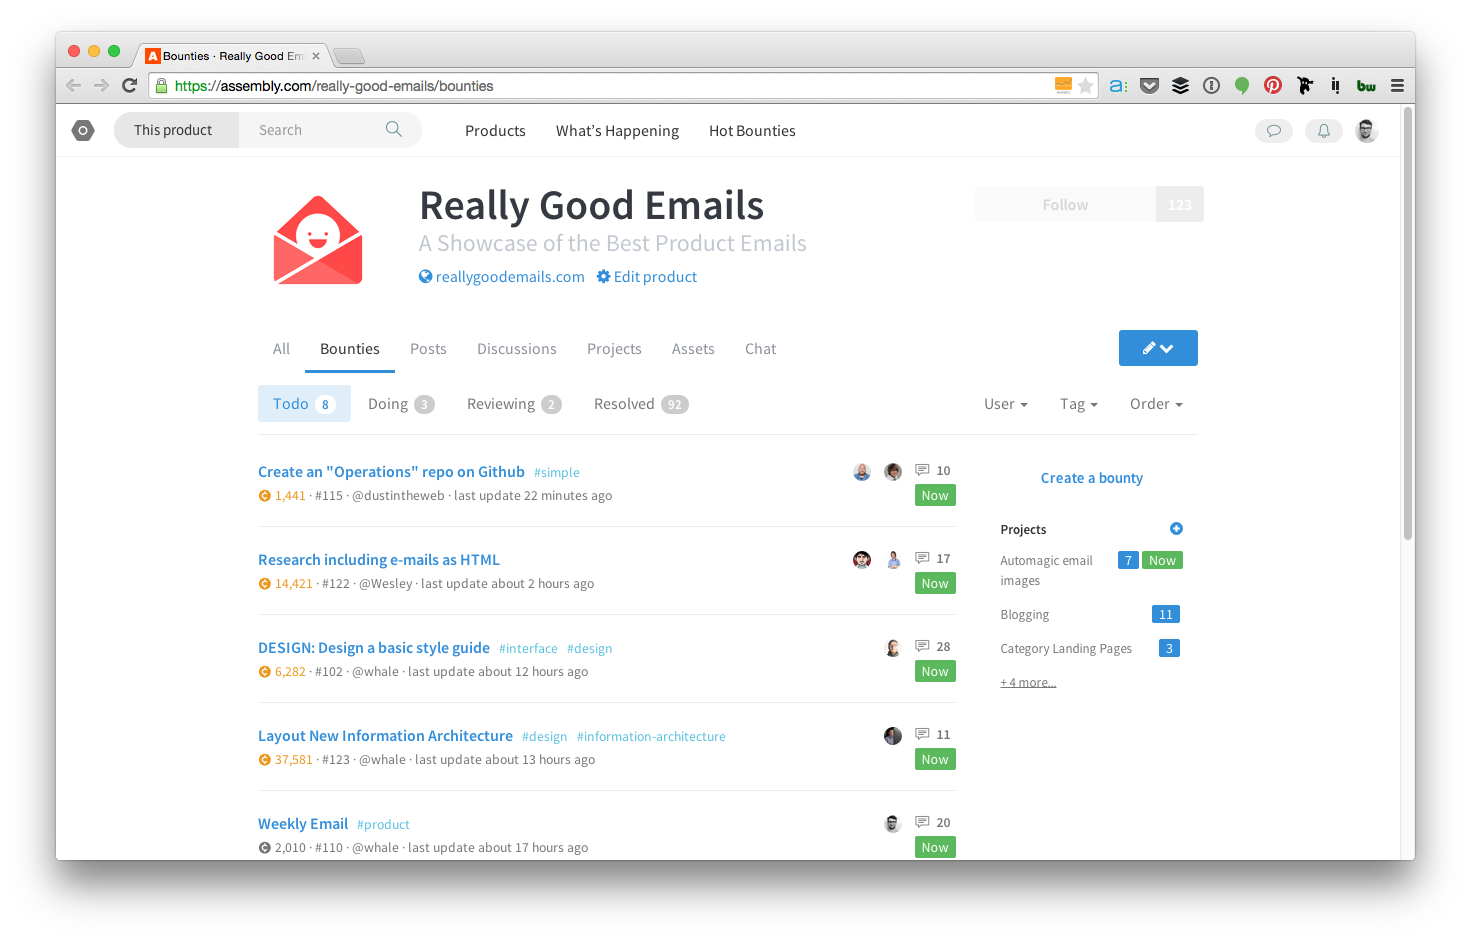 Bounties · Really Good Em
https://assembly.com/really-good-emails/bounties
This product Search Products What's Happening Hot Bounties
Really Good Emails
Follow 123
A Showcase of the Best Product Emails
reallygoodemails.com Edit product
All Bounties Posts Discussions Projects Assets Chat
Todo 8 Doing 3 Reviewing 2 Resolved 92 User Tag Order
Create an "Operations" repo on Github #simple 10
1,441 · #115 · @dustintheweb · last update 22 minutes ago Now
Research including e-mails as HTML 17
14,421 · #122 · @Wesley · last update about 2 hours ago Now
DESIGN: Design a basic style guide #interface #design 28
6,282 · #102 · @whale · last update about 12 hours ago Now
Layout New Information Architecture #design #information-architecture 11
37,581 · #123 · @whale · last update about 13 hours ago Now
Weekly Email #product 20
2,010 · #110 · @whale · last update about 17 hours ago Now
Create a bounty
Projects
Automagic email 7 Now
images
Blogging 11
Category Landing Pages 3
+ 4 more...